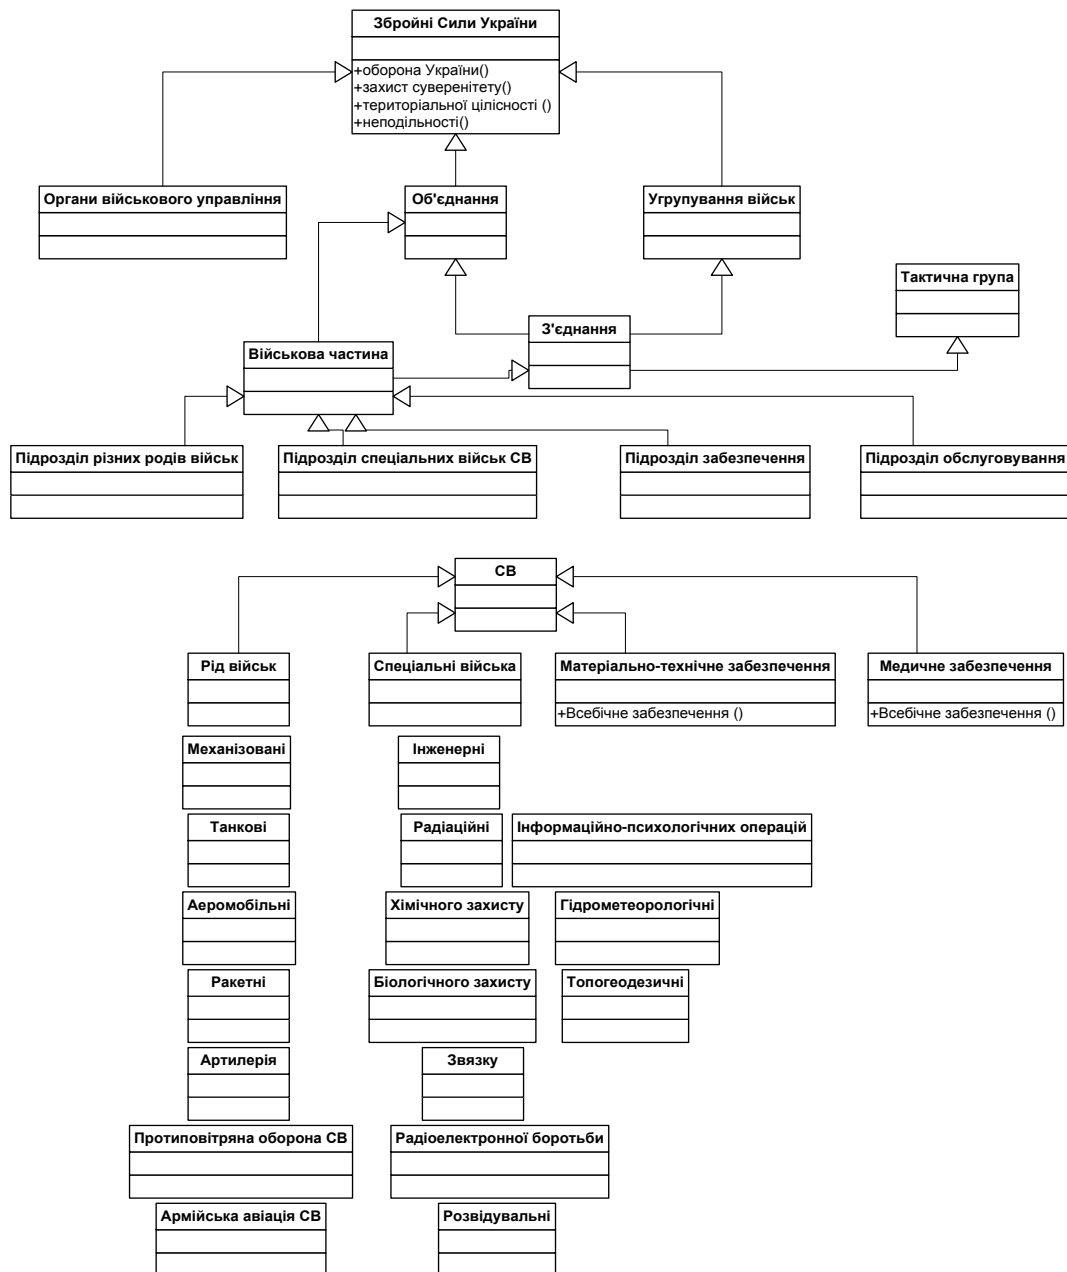 Збройні Сили України
+оборона України()
+захист суверенітету()
+територіальної цілісності ()
+неподільності()
Органи військового управління
Об'єднання
Угрупування військ
Тактична група
З'єднання
Військова частина
Підрозділ різних родів військ
Підрозділ спеціальних військ СВ
Підрозділ забезпечення
Підрозділ обслуговування
СВ
Рід військ
Спеціальні війська
Матеріально-технічне забезпечення
+Всебічне забезпечення ()
Медичне забезпечення
+Всебічне забезпечення ()
Механізовані
Інженерні
Танкові
Радіаційні
Інформаційно-психологічних операцій
Аеромобільні
Хімічного захисту
Гідрометеорологічні
Ракетні
Біологічного захисту
Топогеодезичні
Артилерія
Звязку
Протиповітряна оборона СВ
Радіоелектронної боротьби
Армійська авіація СВ
Розвідувальні